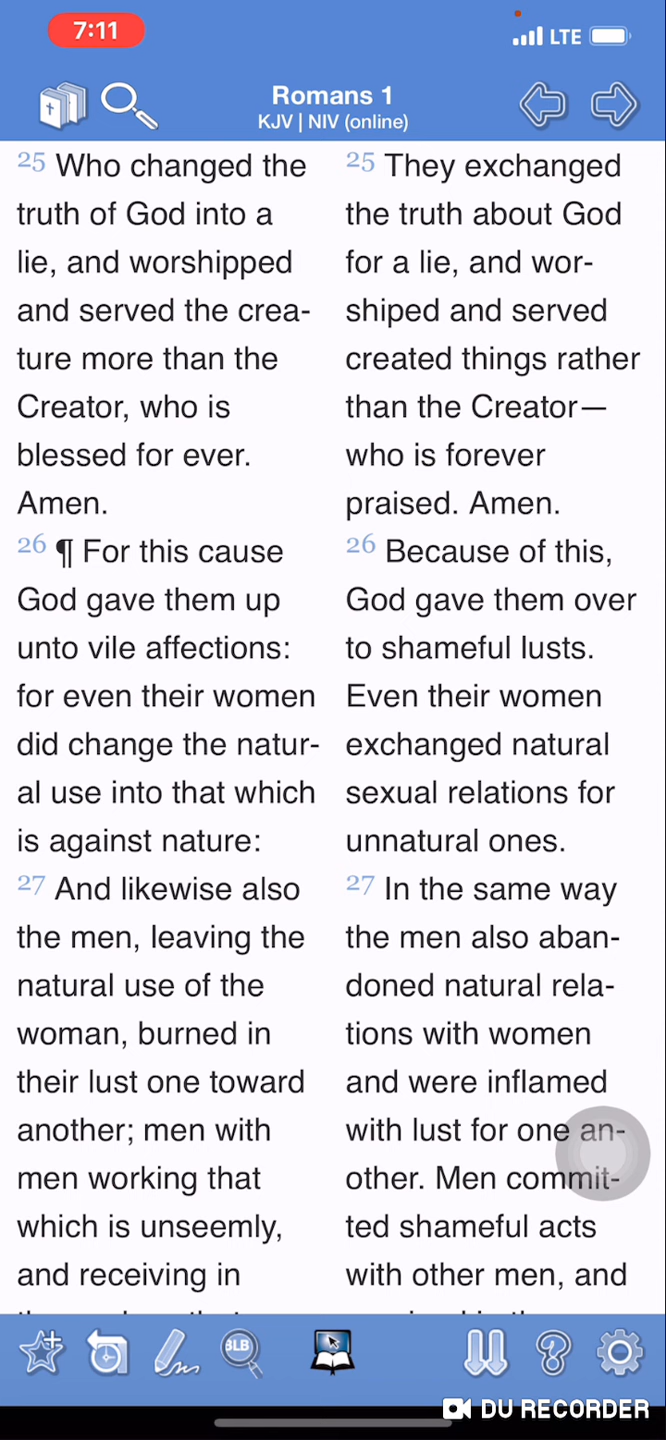 7:11
LTE
Romans 1
KJV | NIV (online)
25 Who changed the
truth of God into a
lie, and worshipped
and served the crea-
ture more than the
Creator, who is
blessed for ever.
Amen.
26 ¶ For this cause
God gave them up
unto vile affections:
for even their women
did change the natur-
al use into that which
is against nature:
27 And likewise also
the men, leaving the
natural use of the
woman, burned in
their lust one toward
another; men with
men working that
which is unseemly,
and receiving in
25 They exchanged
the truth about God
for a lie, and wor-
shiped and served
created things rather
than the Creator—
who is forever
praised. Amen.
26 Because of this,
God gave them over
to shameful lusts.
Even their women
exchanged natural
sexual relations for
unnatural ones.
27 In the same way
the men also aban-
doned natural rela-
tions with women
and were inflamed
with lust for one an-
other. Men commit-
ted shameful acts
with other men, and
BLB
DU RECORDER